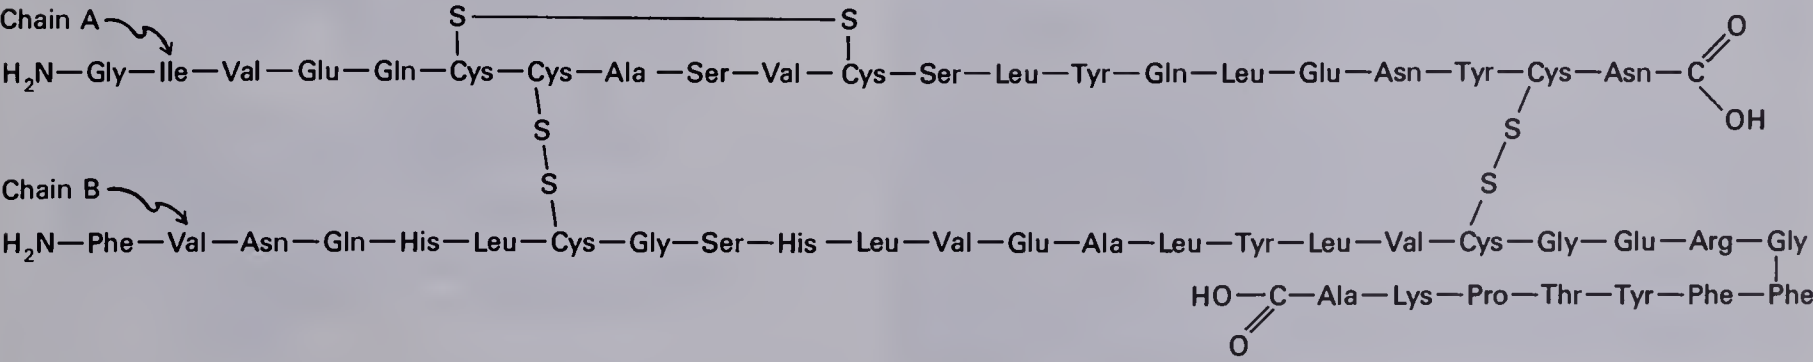 Chain A
S S
H2N—Gly—Ile—Val—Glu—Gln—Cys—Cys—Ala—Ser—Val—Cys—Ser—Leu—Tyr—Gln—Leu—Glu—Asn—Tyr—Cys—Asn—C
O
OH
S
S
S
S
Chain B
H2N—Phe—Val—Asn—Gln—His—Leu—Cys—Gly—Ser—His—Leu—Val—Glu—Ala—Leu—Tyr—Leu—Val—Cys—Gly—Glu—Arg—Gly
HO—C—Ala—Lys—Pro—Thr—Tyr—Phe—Phe
O